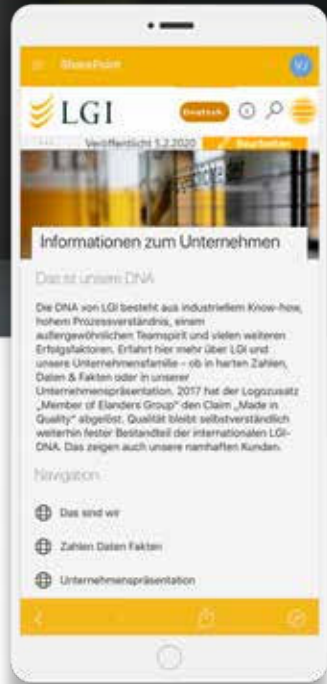 SharePoint
VJ
LGI
Deutsch
Veröffentlicht 5.2.2020
Bearbeiten
Informationen zum Unternehmen
Das ist unsere DNA
Die DNA von LGI besteht aus industriellem Know-how,
hohem Prozessverständnis, einem
außergewöhnlichen Teamspirit und vielen weiteren
Erfolgsfaktoren. Erfahrt hier mehr über LGI und
unsere Unternehmensfamilie – ob in harten Zahlen,
Daten & Fakten oder in unserer
Unternehmenspräsentation. 2017 hat der Logozusatz
„Member of Elanders Group" den Claim „Made in
Quality" abgelöst. Qualität bleibt selbstverständlich
weiterhin fester Bestandteil der internationalen LGI-
DNA. Das zeigen auch unsere namhaften Kunden.
Navigation
Das sind wir
Zahlen Daten Fakten
Unternehmenspräsentation